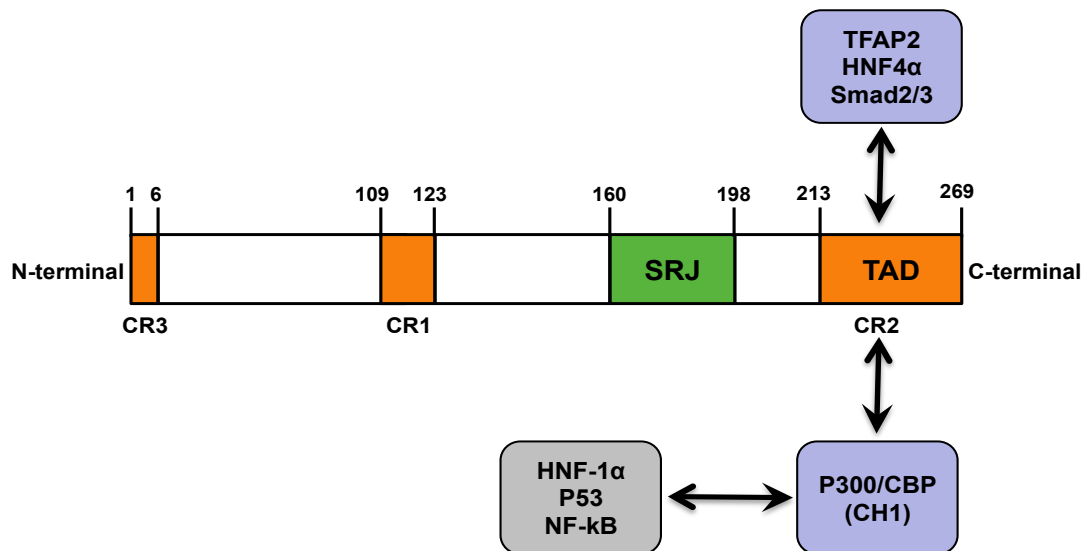 TFAP2
HNF4α
Smad2/3
1 6 109 123 160 198 213 269
N-terminal SRJ TAD C-terminal
CR3 CR1 CR2
HNF-1α
P53
NF-kB
P300/CBP
(CH1)